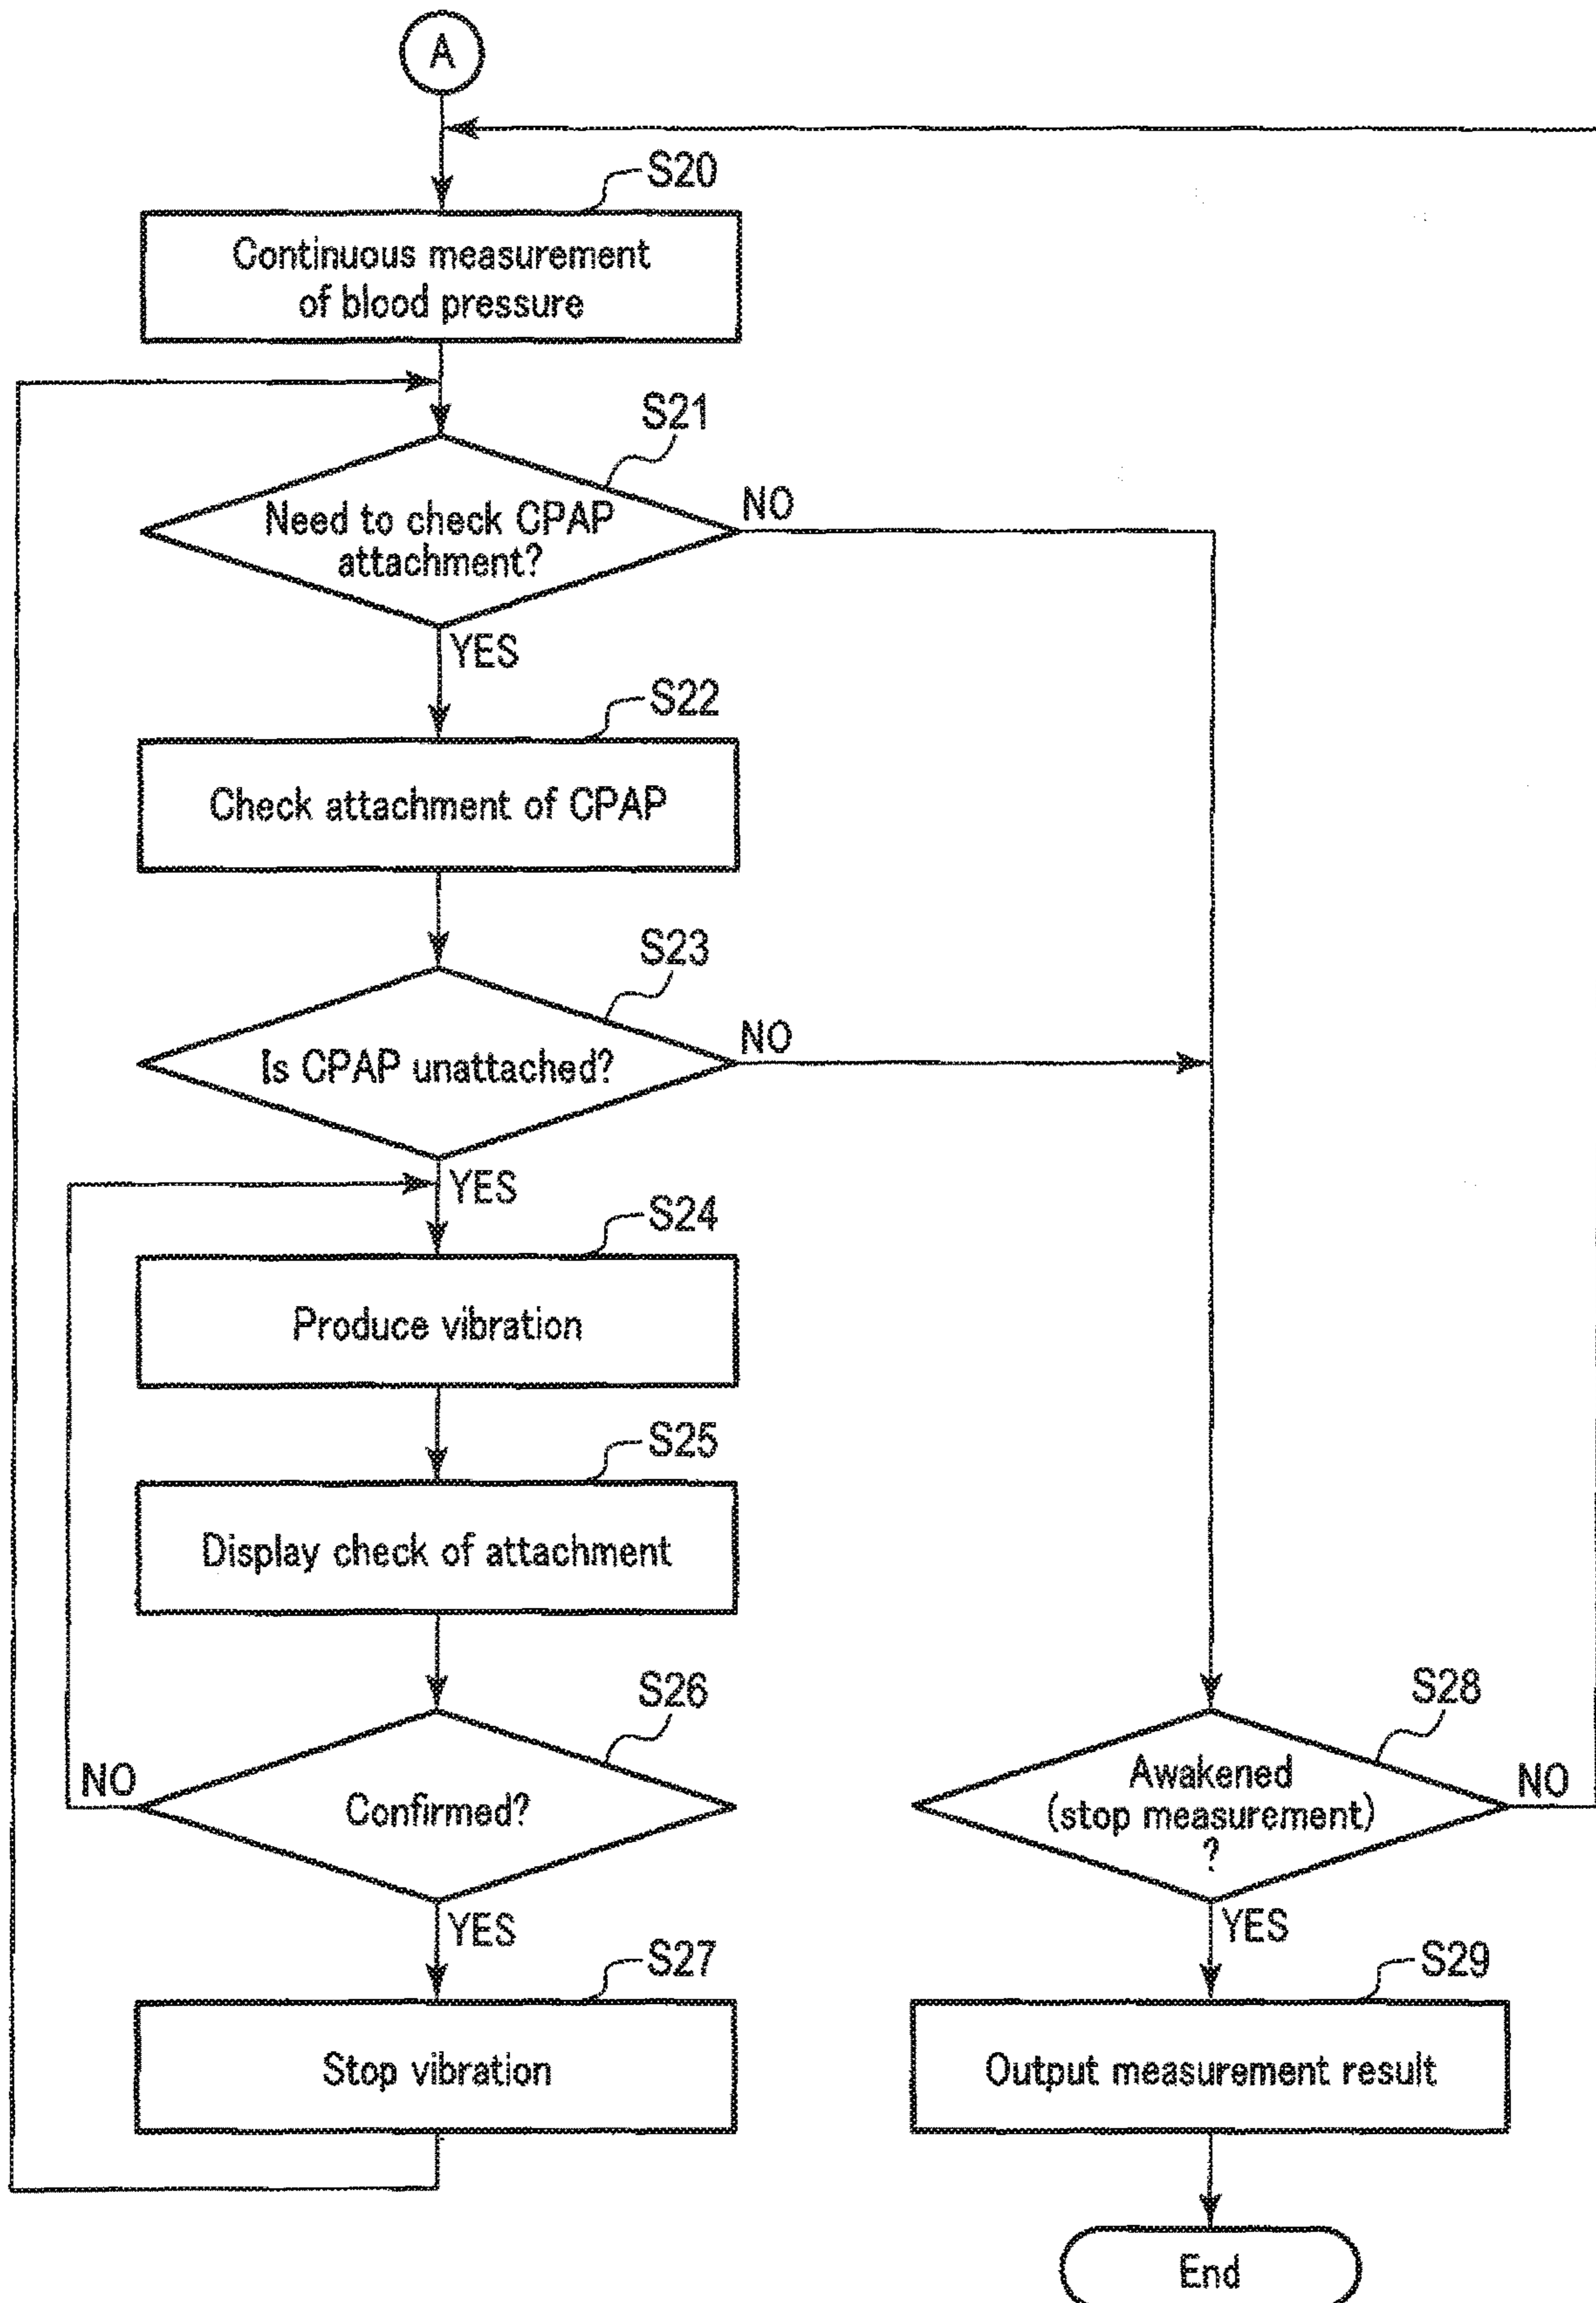 A
S20
Continuous measurement
of blood pressure
S21
Need to check CPAP
attachment?
NO
YES
S22
Check attachment of CPAP
S23
Is CPAP unattached?
NO
YES
S24
Produce vibration
S25
Display check of attachment
S26
Confirmed?
NO
YES
S27
Stop vibration
S28
Awakened
(stop measurement)
?
NO
YES
S29
Output measurement result
End